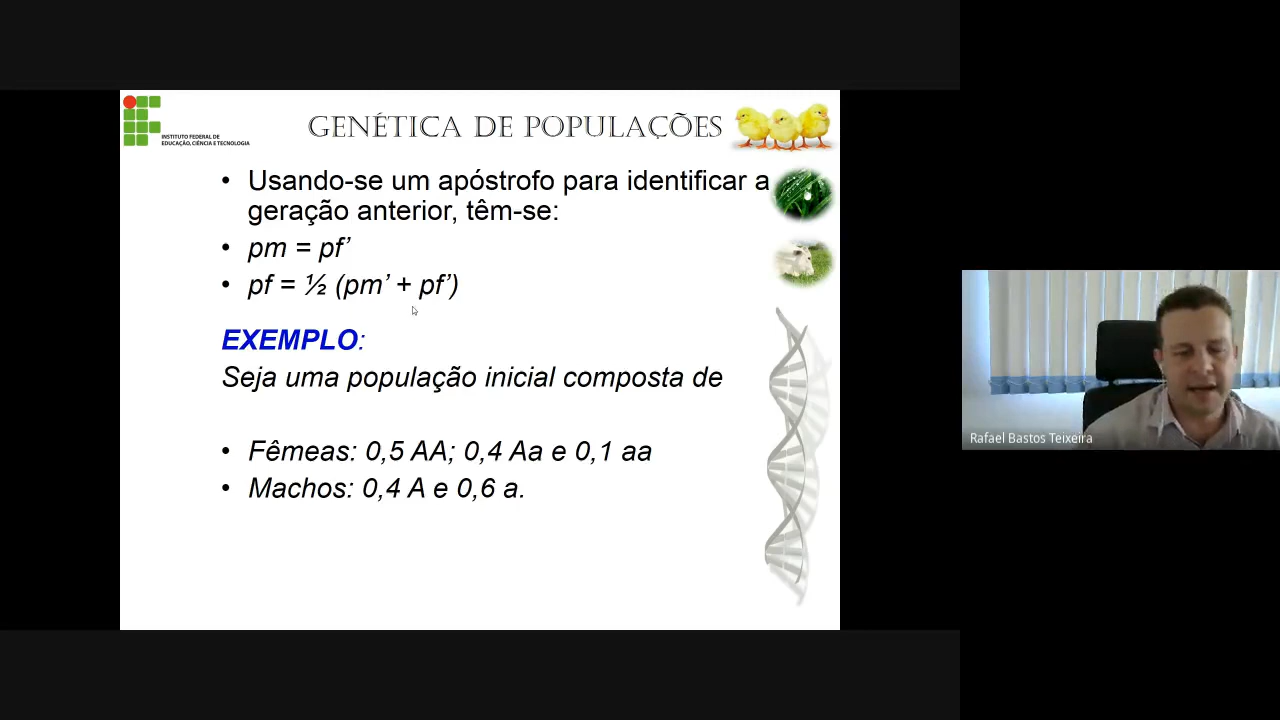 INSTITUTO FEDERAL DE
EDUCAÇÃO, CIÊNCIA E TECNOLOGIA
GENÉTICA DE POPULAÇÕES
• Usando-se um apóstrofo para identificar a
geração anterior, têm-se:
• pm = pf’
• pf = ½ (pm’ + pf’)
EXEMPLO:
Seja uma população inicial composta de
• Fêmeas: 0,5 AA; 0,4 Aa e 0,1 aa
• Machos: 0,4 A e 0,6 a.
Rafael Bastos Teixeira